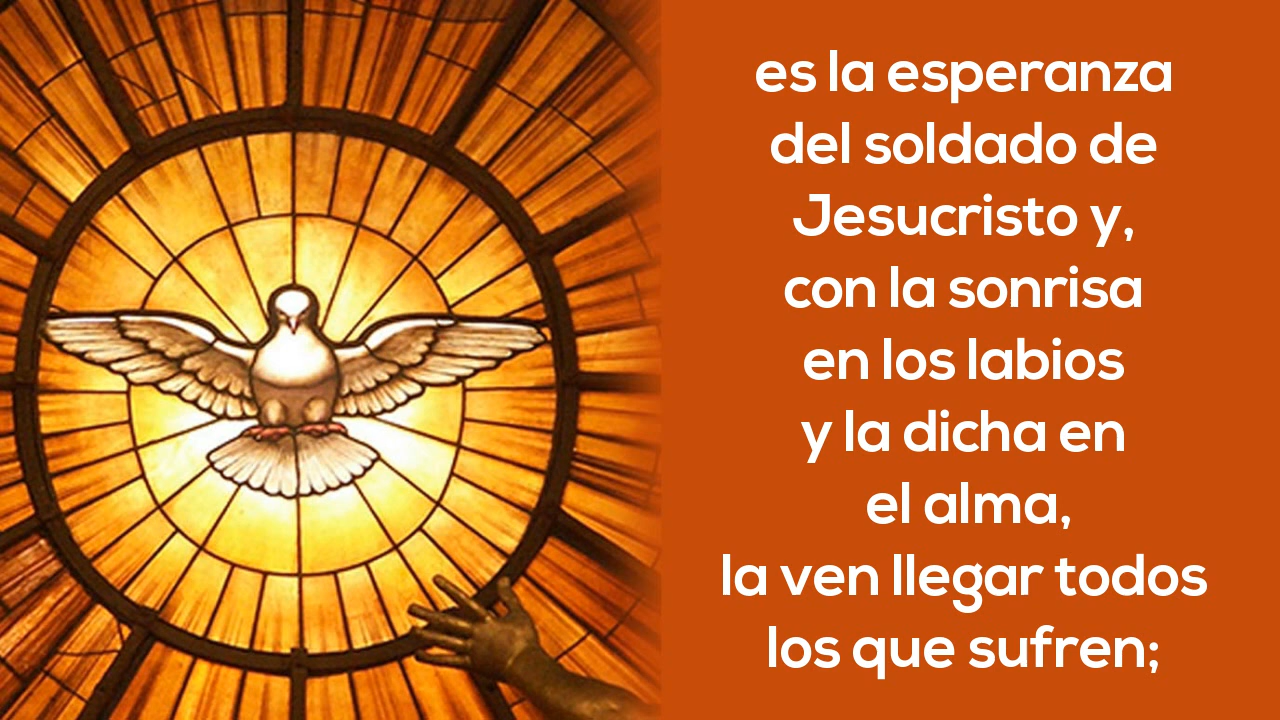 es la esperanza
del soldado de
Jesucristo y,
con la sonrisa
en los labios
y la dicha en
el alma,
la ven llegar todos
los que sufren;